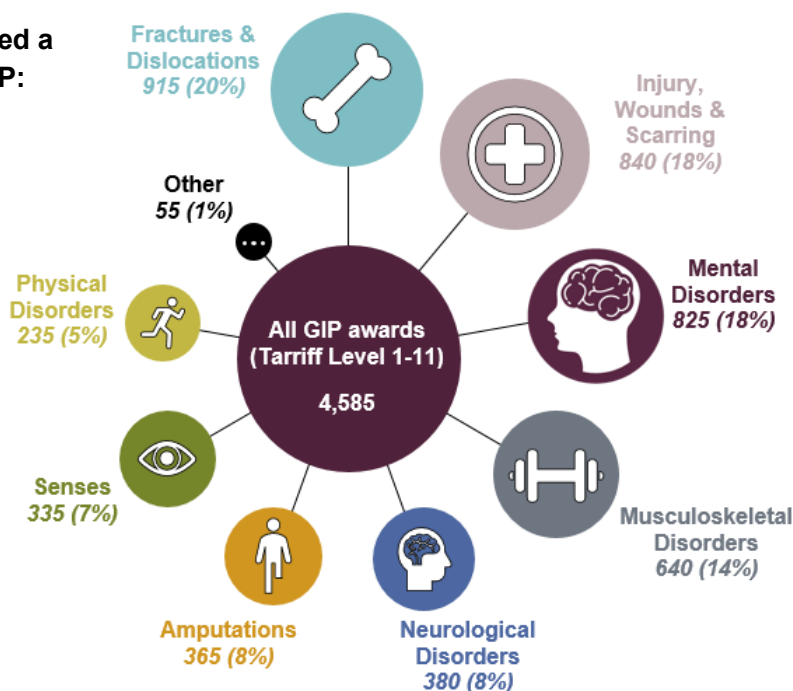 ed a
P:
Fractures &
Dislocations
915 (20%)
Injury,
Wounds &
Scarring
840 (18%)
Other
55 (1%)
Mental
Disorders
825 (18%)
Physical
Disorders
235 (5%)
All GIP awards
(Tarriff Level 1-11)
4,585
Senses
335 (7%)
Musculoskeletal
Disorders
640 (14%)
Amputations
365 (8%)
Neurological
Disorders
380 (8%)